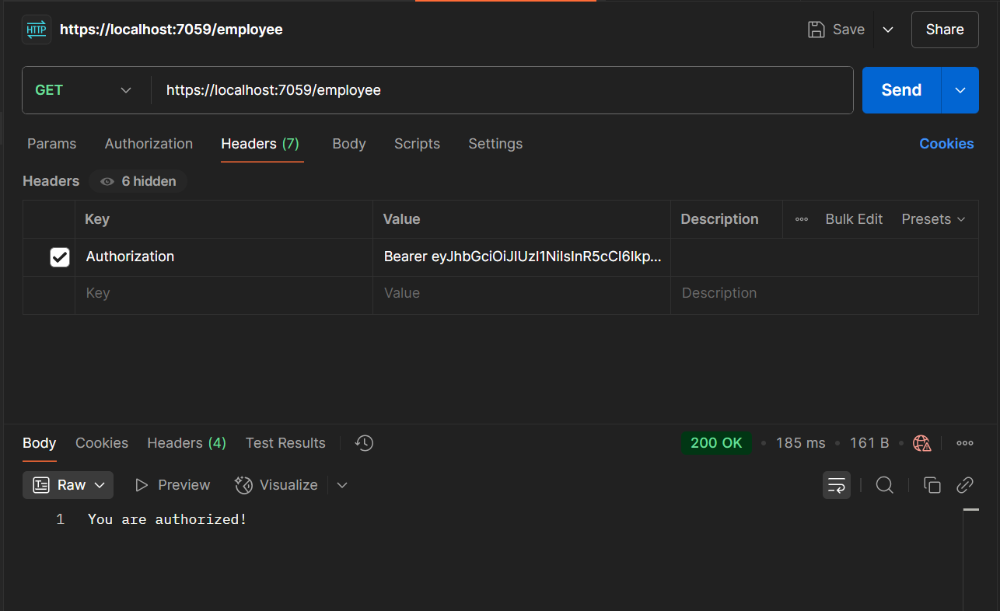 HTTP https://localhost:7059/employee Save Share
GET https://localhost:7059/employee Send
Params Authorization Headers (7) Body Scripts Settings Cookies
Headers 6 hidden
Key Value Description Bulk Edit Presets
Authorization Bearer eyJhbGciOiJIUzI1NiIsInR5cCI6Ikp...
Key Value Description
Body Cookies Headers (4) Test Results 200 OK • 185 ms • 161 B •
Raw Preview Visualize
1 You are authorized!